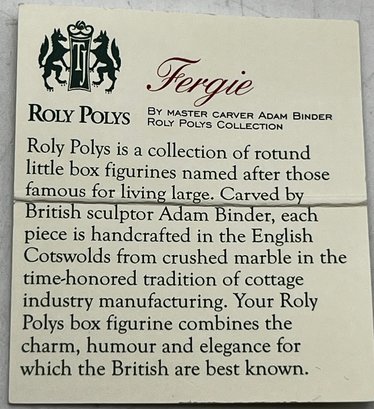 TJ
Fergie
ROLY POLYS
BY MASTER CARVER ADAM BINDER
ROLY POLYS COLLECTION
Roly Polys is a collection of rotund
little box figurines named after those
famous for living large. Carved by
British sculptor Adam Binder, each
piece is handcrafted in the English
Cotswolds from crushed marble in the
time-honored tradition of cottage
industry manufacturing. Your Roly
Polys box figurine combines the
charm, humour and elegance for
which the British are best known.